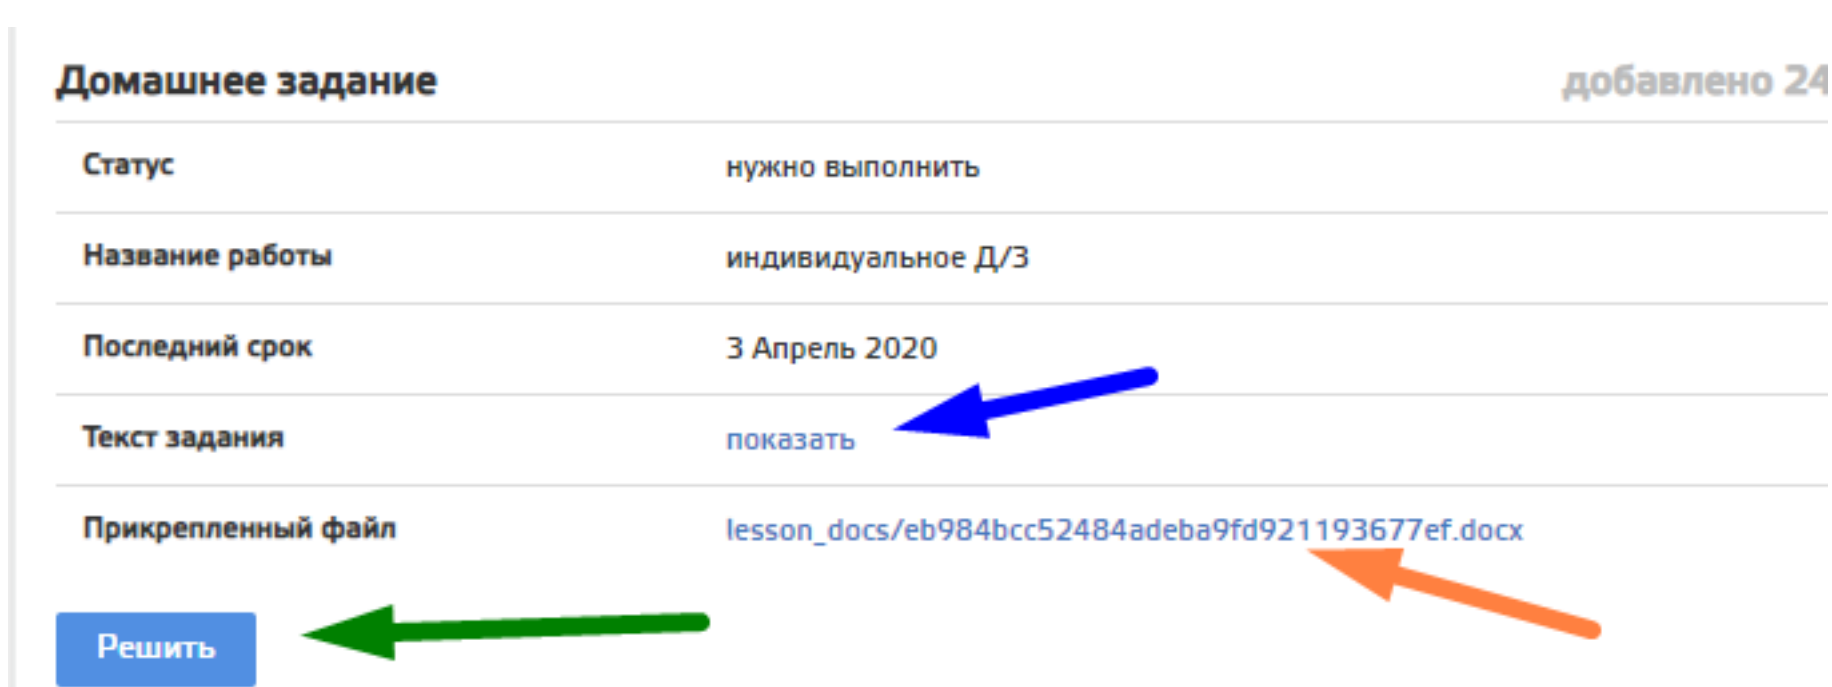 Домашнее задание добавлено 24
Статус нужно выполнить
Название работы индивидуальное Д/З
Последний срок 3 Апрель 2020
Текст задания показать
Прикрепленный файл lesson_docs/eb984bcc52484adeba9fd921193677ef.docx
Решить